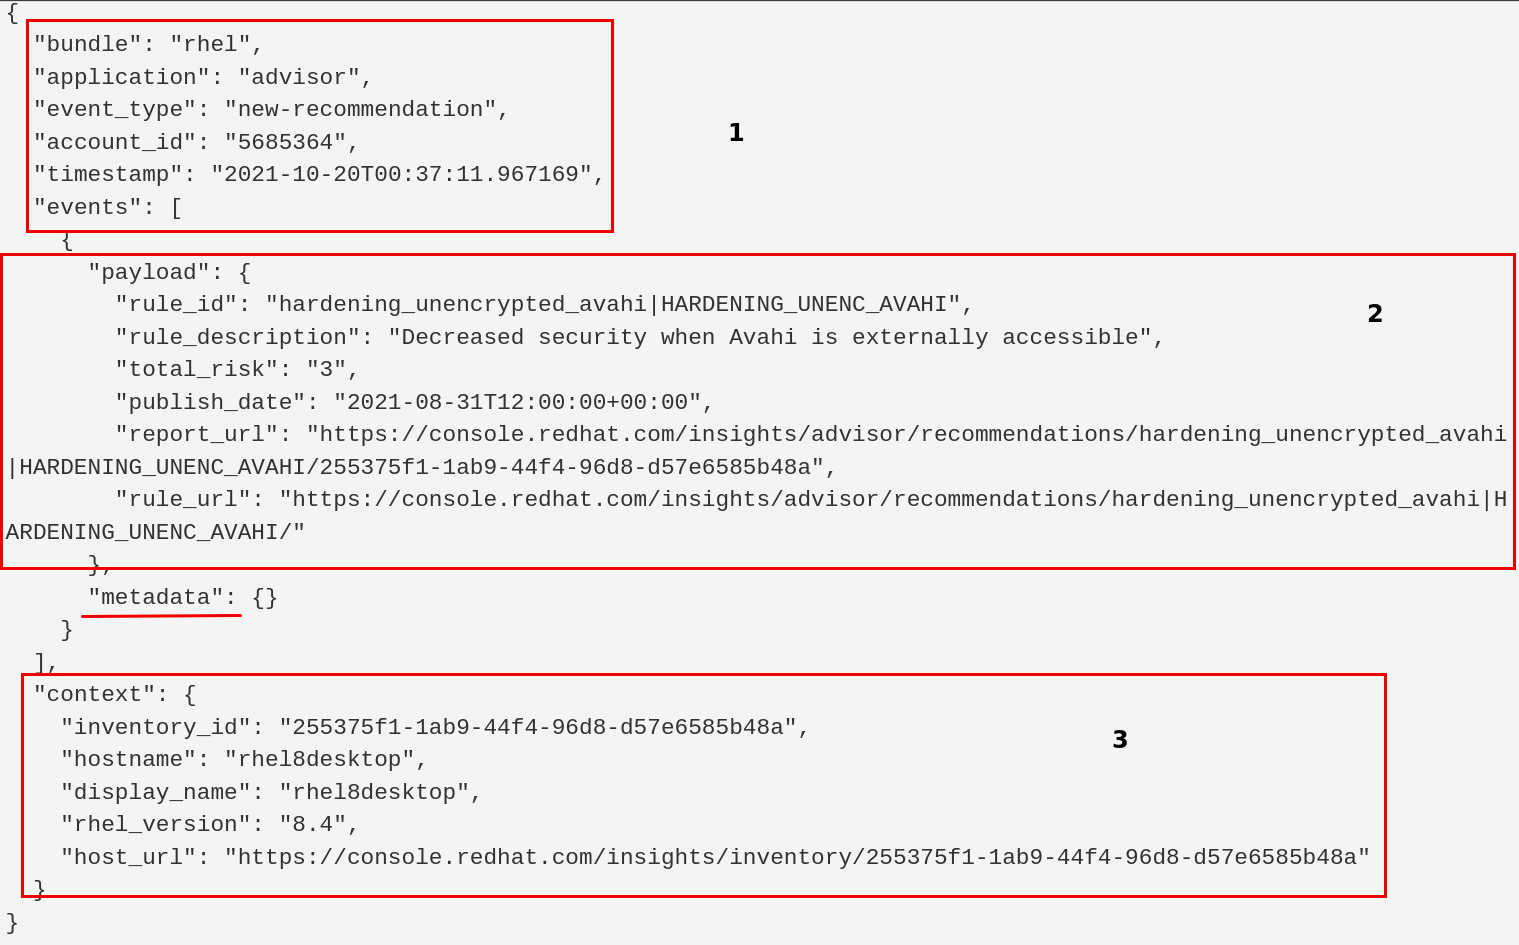 {
  "bundle": "rhel",
  "application": "advisor",
  "event_type": "new-recommendation",
  "account_id": "5685364",
1
  "timestamp": "2021-10-20T00:37:11.967169",
  "events": [
    {
      "payload": {
        "rule_id": "hardening_unencrypted_avahi|HARDENING_UNENC_AVAHI",
2
        "rule_description": "Decreased security when Avahi is externally accessible",
        "total_risk": "3",
        "publish_date": "2021-08-31T12:00:00+00:00",
        "report_url": "https://console.redhat.com/insights/advisor/recommendations/hardening_unencrypted_avahi
|HARDENING_UNENC_AVAHI/255375f1-1ab9-44f4-96d8-d57e6585b48a",
        "rule_url": "https://console.redhat.com/insights/advisor/recommendations/hardening_unencrypted_avahi|H
ARDENING_UNENC_AVAHI/"
      },
      "metadata": {}
    }
  ],
  "context": {
    "inventory_id": "255375f1-1ab9-44f4-96d8-d57e6585b48a",
3
    "hostname": "rhel8desktop",
    "display_name": "rhel8desktop",
    "rhel_version": "8.4",
    "host_url": "https://console.redhat.com/insights/inventory/255375f1-1ab9-44f4-96d8-d57e6585b48a"
  }
}